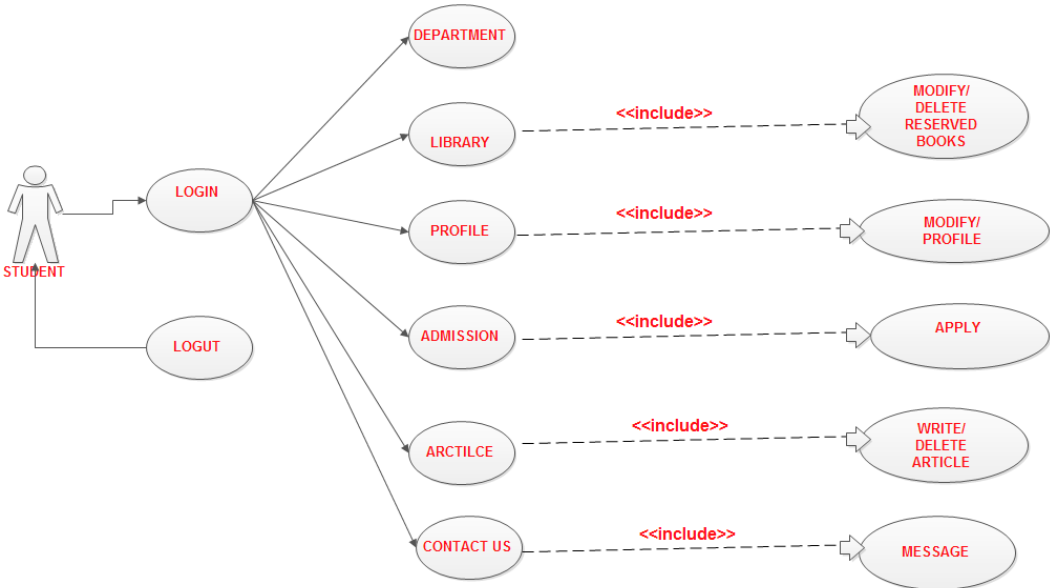 DEPARTMENT
LIBRARY
<<include>>
MODIFY/
DELETE
RESERVED
BOOKS
STUDENT
LOGIN
PROFILE
<<include>>
MODIFY/
PROFILE
LOGUT
ADMISSION
<<include>>
APPLY
ARCTILCE
<<include>>
WRITE/
DELETE
ARTICLE
CONTACT US
<<include>>
MESSAGE